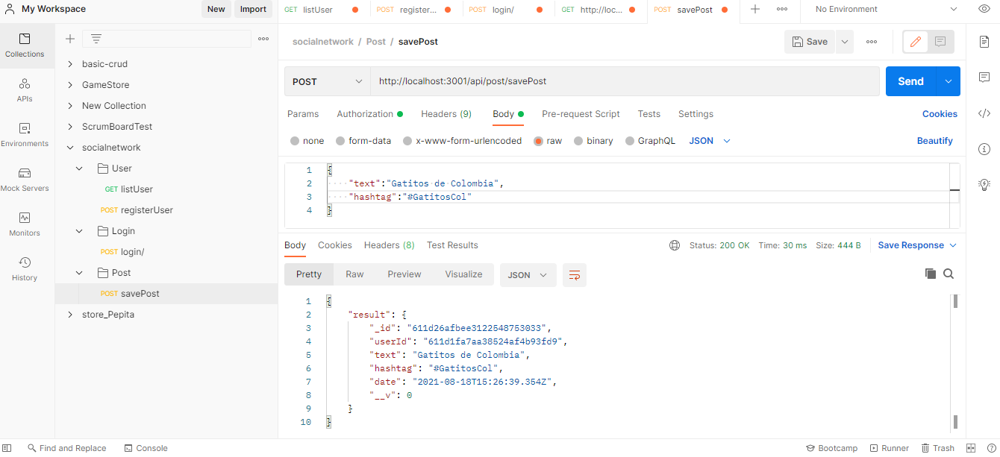 My Workspace New Import GET listUser POST register... POST login/ GET http://loc... POST savePost No Environment
Collections
APIs
Environments
Mock Servers
Monitors
History
basic-crud
GameStore
New Collection
ScrumBoardTest
socialnetwork
User
GET listUser
POST registerUser
Login
POST login/
Post
POST savePost
store_Pepita
socialnetwork / Post / savePost Save
POST http://localhost:3001/api/post/savePost Send
Params Authorization Headers (9) Body Pre-request Script Tests Settings Cookies
none form-data x-www-form-urlencoded raw binary GraphQL JSON Beautify
1 {
2 "text":"Gatitos de Colombia",
3 "hashtag":"#GatitosCol"
4 }
Body Cookies Headers (8) Test Results Status: 200 OK Time: 30 ms Size: 444 B Save Response
Pretty Raw Preview Visualize JSON
1 {
2 "result": {
3 "_id": "611d26afbee3122548753033",
4 "userId": "611d1fa7aa38524af4b93fd9",
5 "text": "Gatitos de Colombia",
6 "hashtag": "#GatitosCol",
7 "date": "2021-08-18T15:26:39.354Z",
8 "__v": 0
9 }
10 }
Find and Replace Console Bootcamp Runner Trash